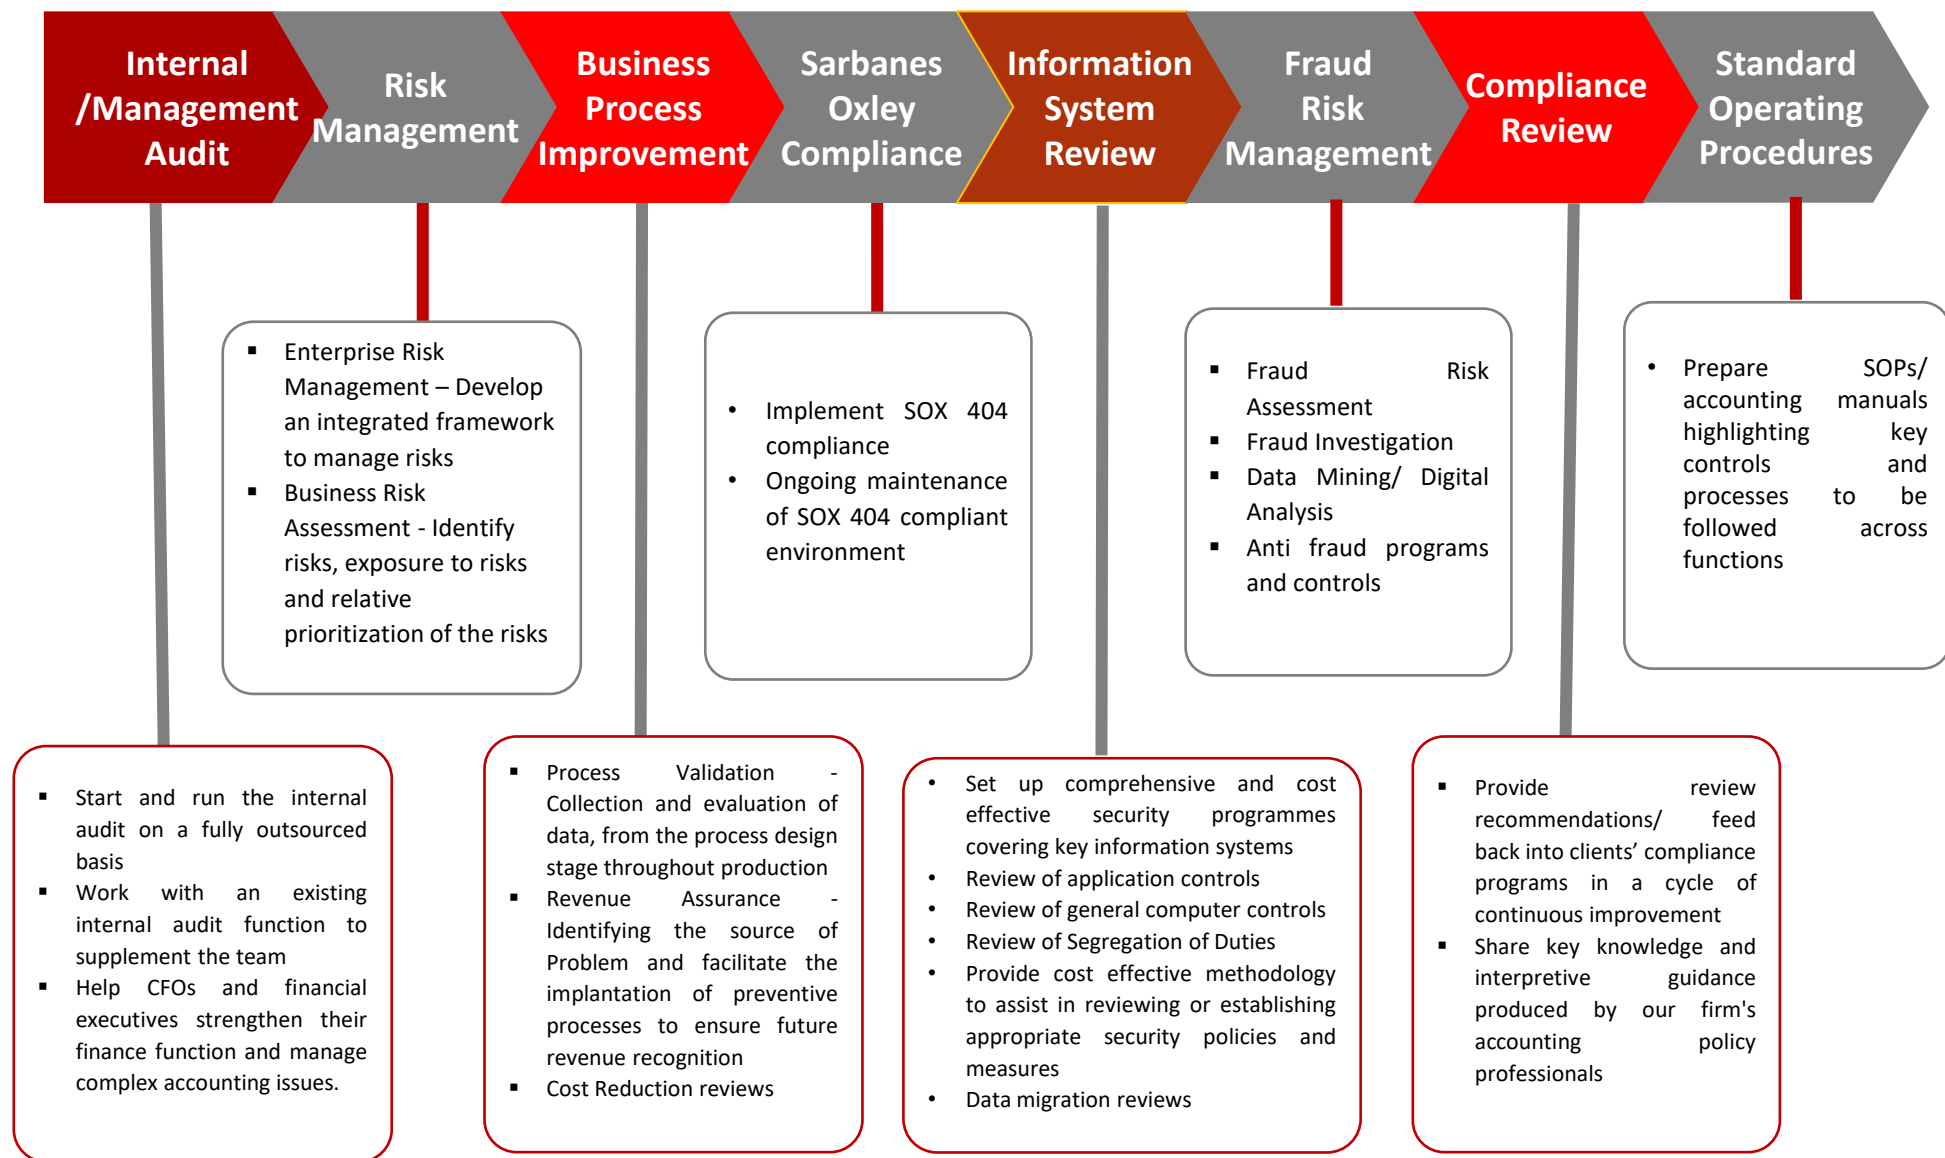 Internal
/Management
Audit
Risk
Management
Business
Process
Improvement
Sarbanes
Oxley
Compliance
Information
System
Review
Fraud
Risk
Management
Compliance
Review
Standard
Operating
Procedures
▪ Enterprise Risk
Management – Develop
an integrated framework
to manage risks
▪ Business Risk
Assessment - Identify
risks, exposure to risks
and relative
prioritization of the risks
• Implement SOX 404
compliance
• Ongoing maintenance
of SOX 404 compliant
environment
▪ Fraud Risk
Assessment
▪ Fraud Investigation
▪ Data Mining/ Digital
Analysis
▪ Anti fraud programs
and controls
• Prepare SOPs/
accounting manuals
highlighting key
controls and
processes to be
followed across
functions
▪ Start and run the internal
audit on a fully outsourced
basis
▪ Work with an existing
internal audit function to
supplement the team
▪ Help CFOs and financial
executives strengthen their
finance function and manage
complex accounting issues.
▪ Process Validation -
Collection and evaluation of
data, from the process design
stage throughout production
▪ Revenue Assurance -
Identifying the source of
Problem and facilitate the
implantation of preventive
processes to ensure future
revenue recognition
▪ Cost Reduction reviews
• Set up comprehensive and cost
effective security programmes
covering key information systems
• Review of application controls
• Review of general computer controls
• Review of Segregation of Duties
• Provide cost effective methodology
to assist in reviewing or establishing
appropriate security policies and
measures
• Data migration reviews
▪ Provide review
recommendations/ feed
back into clients’ compliance
programs in a cycle of
continuous improvement
▪ Share key knowledge and
interpretive guidance
produced by our firm's
accounting policy
professionals